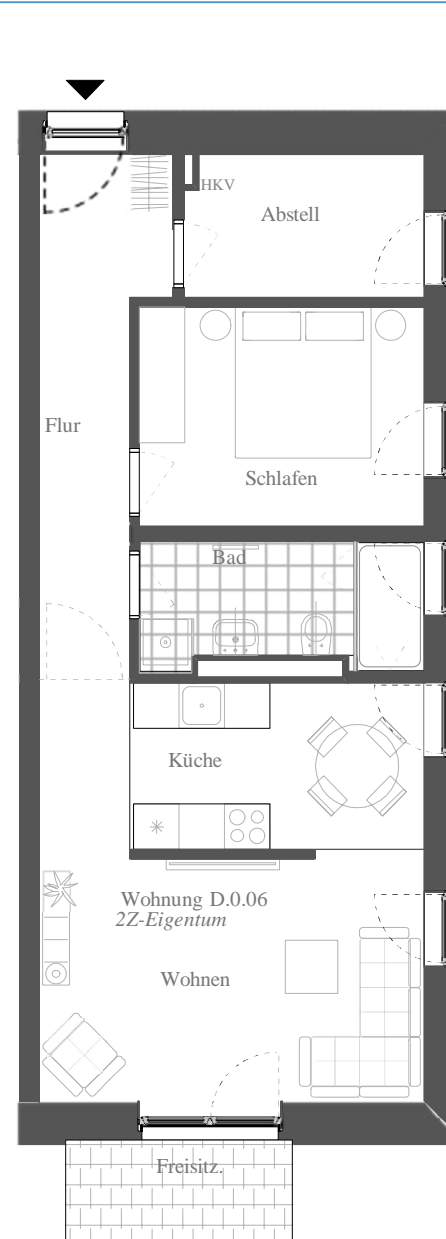 HKV
Abstell
Flur
Schlafen
Bad
Küche
Wohnung D.0.06
2Z-Eigentum
Wohnen
Freisitz.